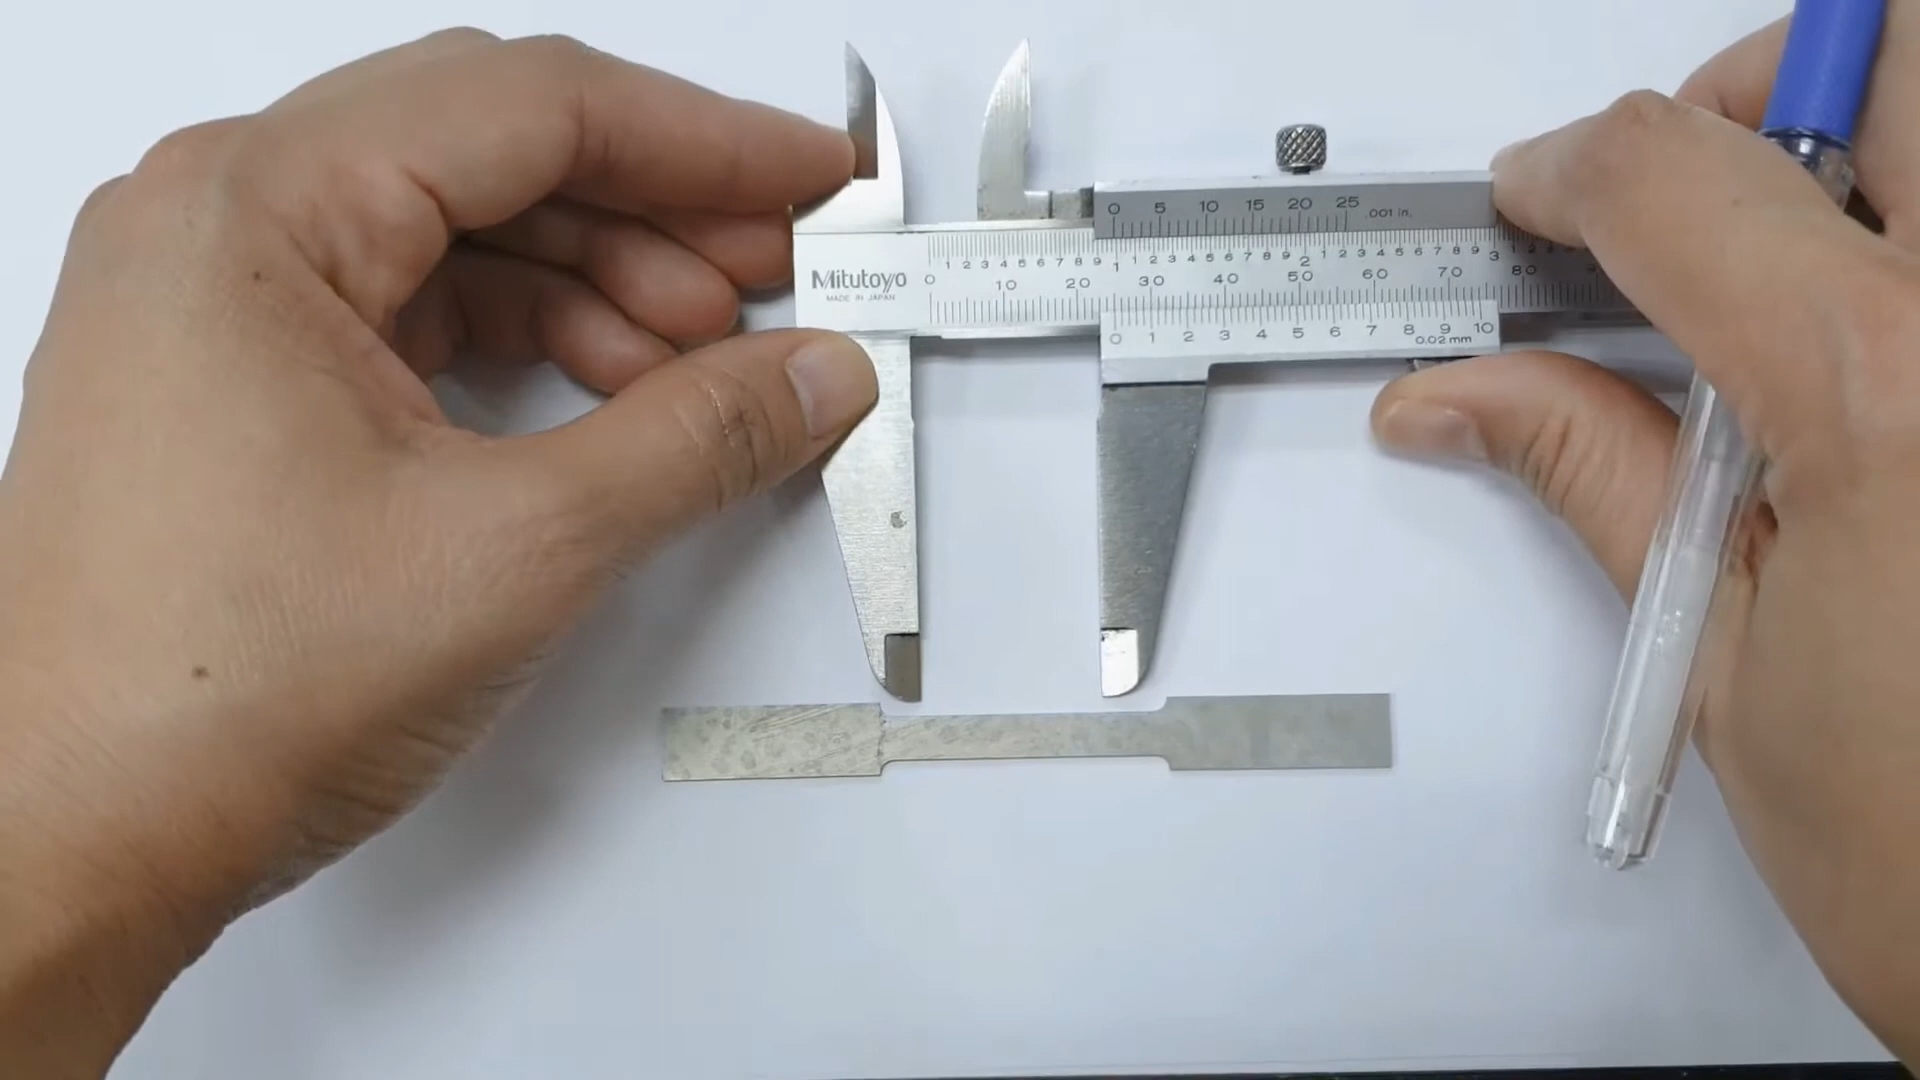 0 5 10 15 20 25 .001 in.
1 2 3 4 5 6 7 8 9 1 1 2 3 4 5 6 7 8 9 2 1 2 3 4 5 6 7 8 9 3 1 2
Mitutoyo 0 10 20 30 40 50 60 70 80
MADE IN JAPAN
0 1 2 3 4 5 6 7 8 9 10
0.02 mm